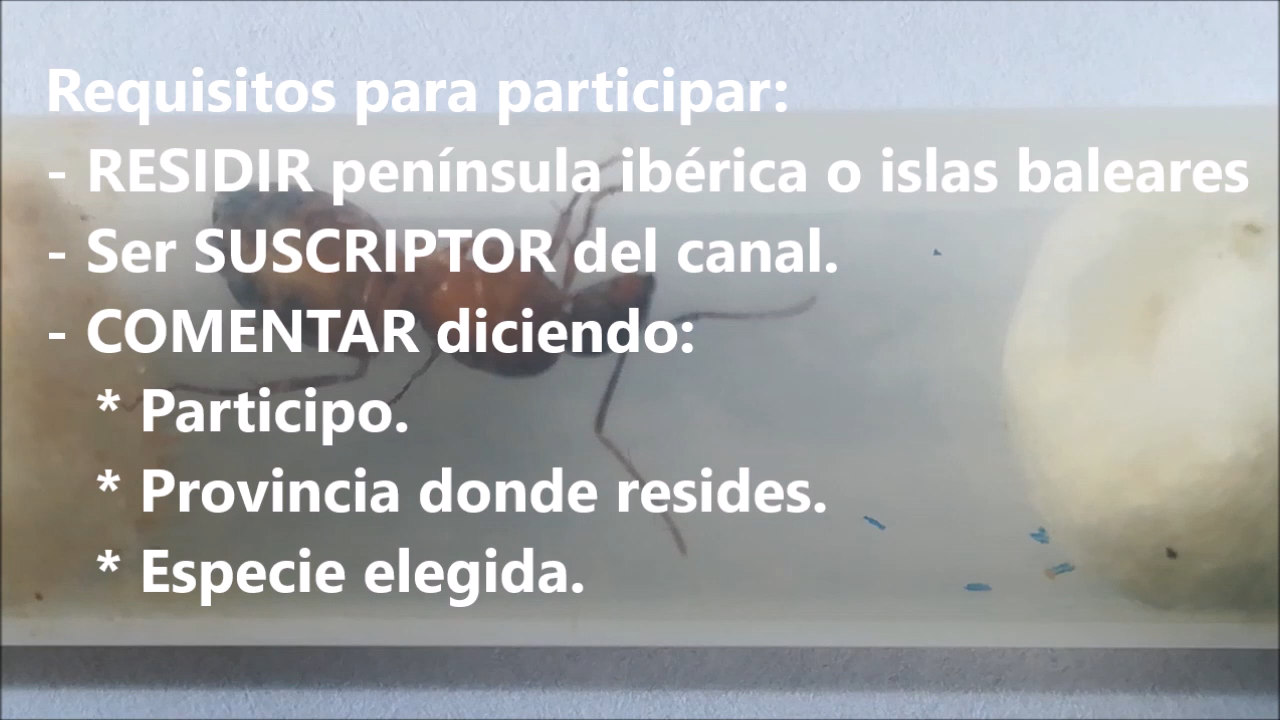 Requisitos para participar:
- RESIDIR península ibérica o islas baleares
- Ser SUSCRIPTOR del canal.
- COMENTAR diciendo:
* Participo.
* Provincia donde resides.
* Especie elegida.